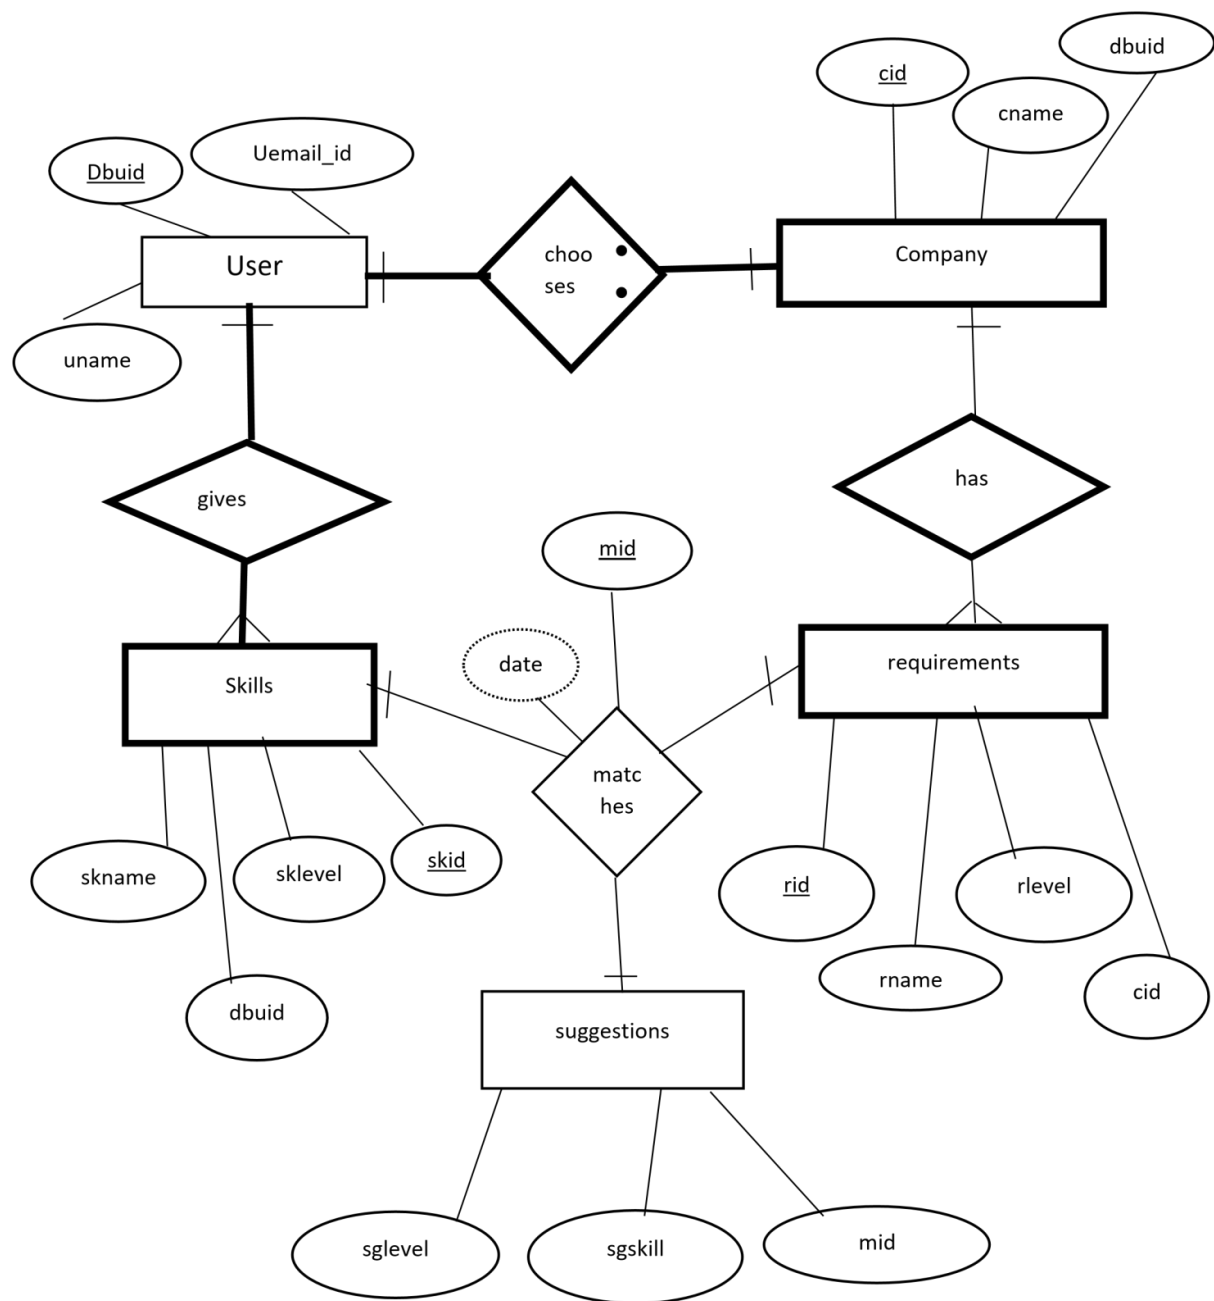 dbuid
cid
cname
Uemail_id
Dbuid
User
choo
ses
Company
uname
gives
has
mid
date
requirements
Skills
matc
hes
skname
sklevel
skid
rid
rlevel
rname
cid
dbuid
suggestions
sglevel
sgskill
mid